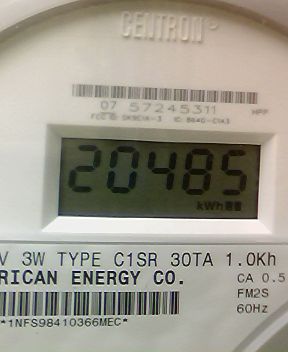 CENTRON®
07 57245311
20485
kWh
V 3W TYPE C1SR 30TA 1.0Kh
RICAN ENERGY CO.
CA 0.5
FM2S
60Hz
*1NFS98410366MEC*